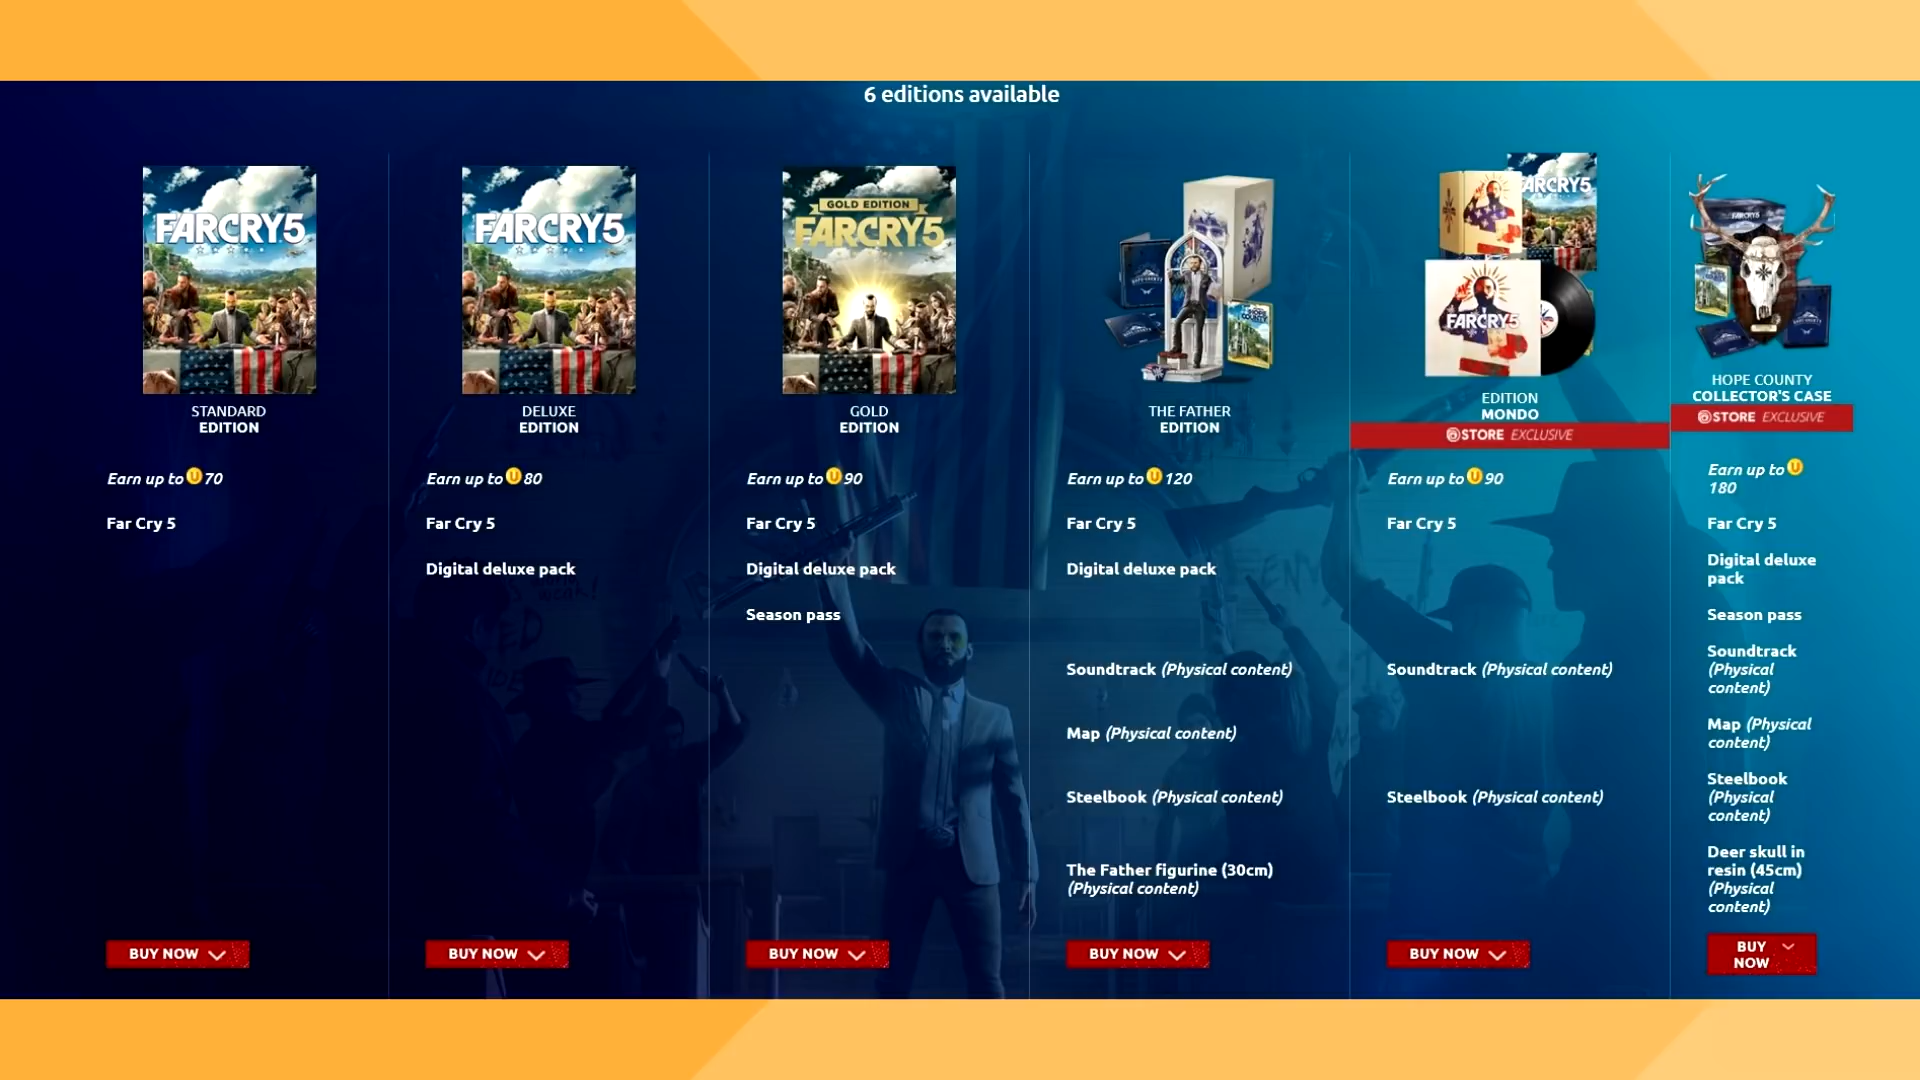 6 editions available
FARCRY5
STANDARD
EDITION
Earn up to 70
Far Cry 5
BUY NOW
FARCRY5
DELUXE
EDITION
Earn up to 80
Far Cry 5
Digital deluxe pack
BUY NOW
GOLD EDITION
FARCRY5
GOLD
EDITION
Earn up to 90
Far Cry 5
Digital deluxe pack
Season pass
BUY NOW
THE FATHER
EDITION
Earn up to 120
Far Cry 5
Digital deluxe pack
Soundtrack (Physical content)
Map (Physical content)
Steelbook (Physical content)
The Father figurine (30cm)
(Physical content)
BUY NOW
FARCRY5
FARCRY5
EDITION
MONDO
STORE EXCLUSIVE
Earn up to 90
Far Cry 5
Soundtrack (Physical content)
Steelbook (Physical content)
BUY NOW
FARCRY5
HOPE COUNTY
COLLECTOR'S CASE
STORE EXCLUSIVE
Earn up to
180
Far Cry 5
Digital deluxe
pack
Season pass
Soundtrack
(Physical
content)
Map (Physical
content)
Steelbook
(Physical
content)
Deer skull in
resin (45cm)
(Physical
content)
BUY
NOW